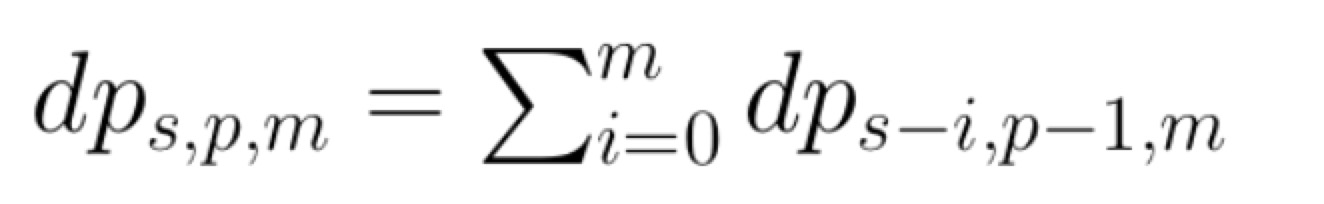 dp_{s,p,m} = \sum_{i=0}^{m} dp_{s-i,p-1,m}